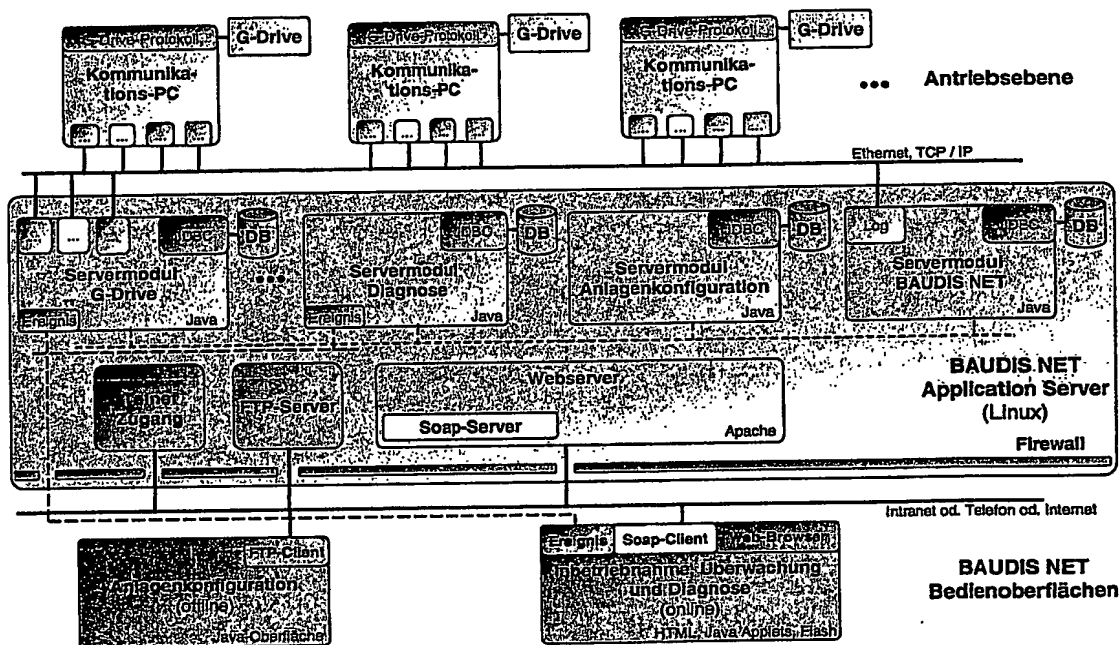 G-Drive-Protokoll
G-Drive
G-Drive-Protokoll
G-Drive
G-Drive-Protokoll
G-Drive
Kommunika-
tions-PC
Kommunika-
tions-PC
Kommunika-
tions-PC
... Antriebsebene
... ... ... ...
... ... ... ...
... ... ... ...
Ethernet, TCP / IP
...
JDBC
DB
...
Servermodul
G-Drive
Ereignis
Java
JDBC
DB
Servermodul
Diagnose
Ereignis
Java
JDBC
DB
Servermodul
Anlagenkonfiguration
Java
Log
JDBC
DB
Servermodul
BAUDIS NET
Java
Telnet
Zugang
FTP-Server
Webserver
Soap-Server
Apache
BAUDIS NET
Application Server
(Linux)
Firewall
Intranet od. Telefon od. Internet
FTP-Client
Anlagenkonfiguration
(offline)
Java-Oberfläche
Ereignis
Soap-Client
Web-Browser
Inbetriebnahme, Überwachung
und Diagnose
(online)
HTML, Java Applets, Flash
BAUDIS NET
Bedienoberflächen